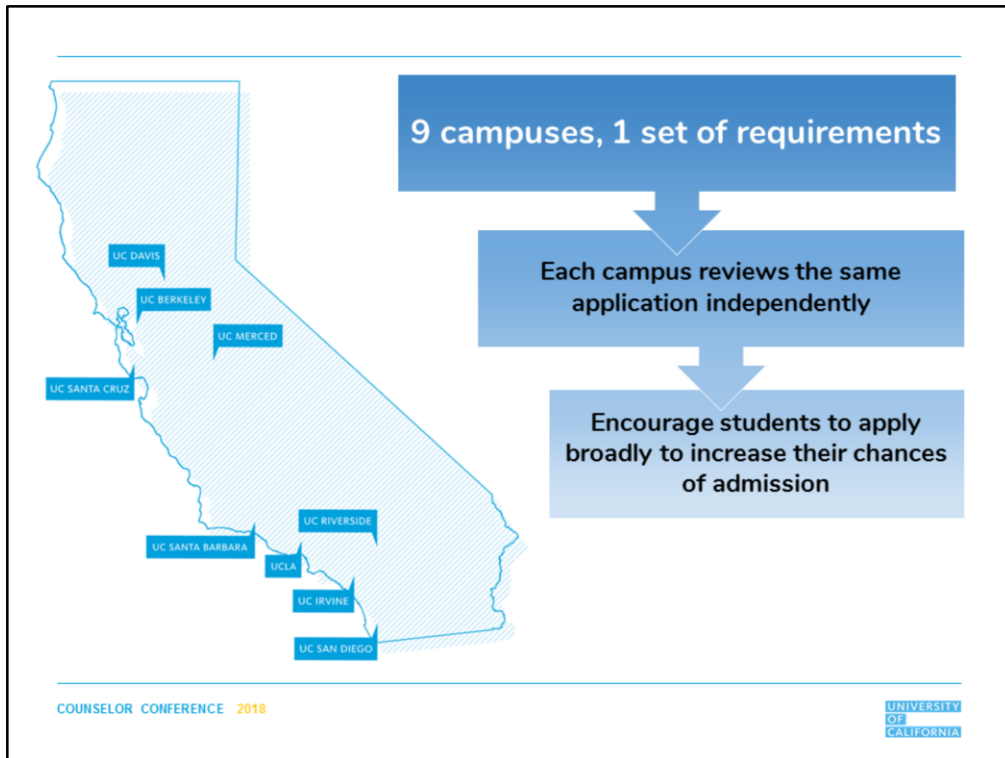 9 campuses, 1 set of requirements
Each campus reviews the same
application independently
Encourage students to apply
broadly to increase their chances
of admission
UC DAVIS
UC BERKELEY
UC MERCED
UC SANTA CRUZ
UC RIVERSIDE
UC SANTA BARBARA
UCLA
UC IRVINE
UC SAN DIEGO
COUNSELOR CONFERENCE 2018
UNIVERSITY
OF
CALIFORNIA